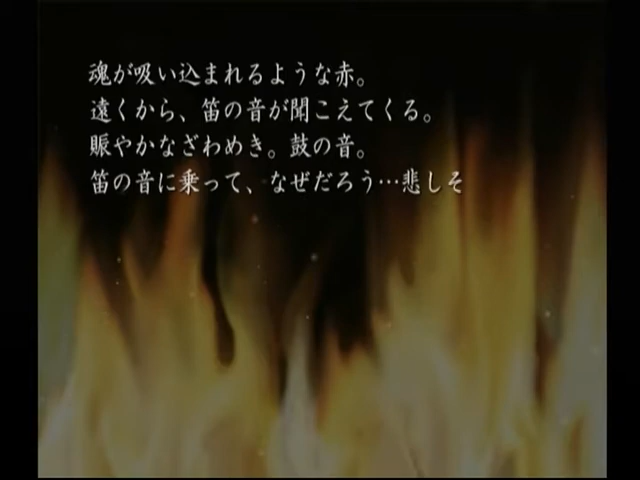 魂が吸い込まれるような赤。
遠くから、笛の音が聞こえてくる。
賑やかなざわめき。鼓の音。
笛の音に乗って、なぜだろう…悲しそ